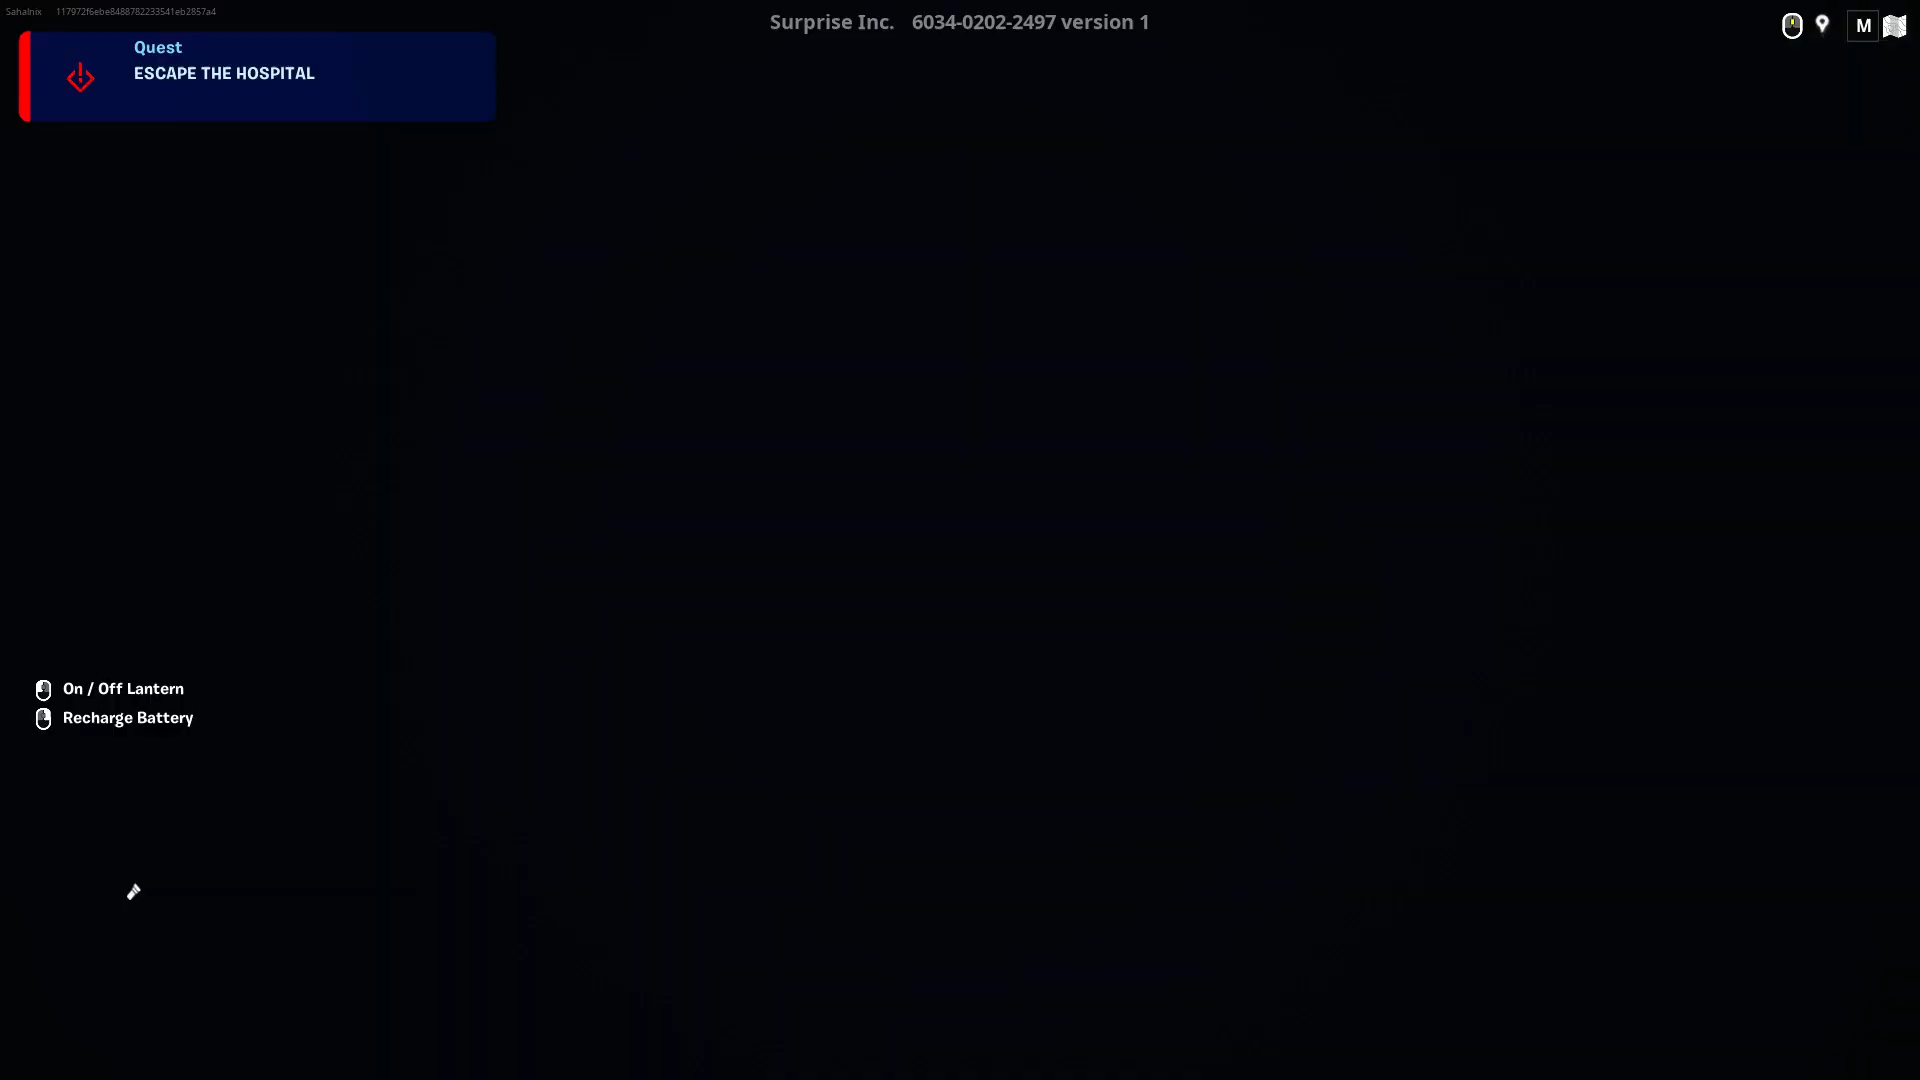 Sahalnix 117972f6ebe8488782233541eb2857a4
Surprise Inc. 6034-0202-2497 version 1
M
Quest
ESCAPE THE HOSPITAL
On / Off Lantern
Recharge Battery